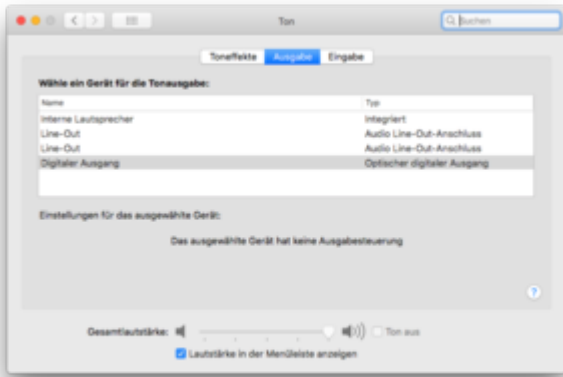 Ton
Suchen
Toneffekte Ausgabe Eingabe
Wähle ein Gerät für die Tonausgabe:
Name Typ
Interne Lautsprecher Integriert
Line-Out Audio Line-Out-Anschluss
Line-Out Audio Line-Out-Anschluss
Digitaler Ausgang Optischer digitaler Ausgang
Einstellungen für das ausgewählte Gerät:
Das ausgewählte Gerät hat keine Ausgabesteuerung
?
Gesamtlautstärke: Ton aus
Lautstärke in der Menüleiste anzeigen